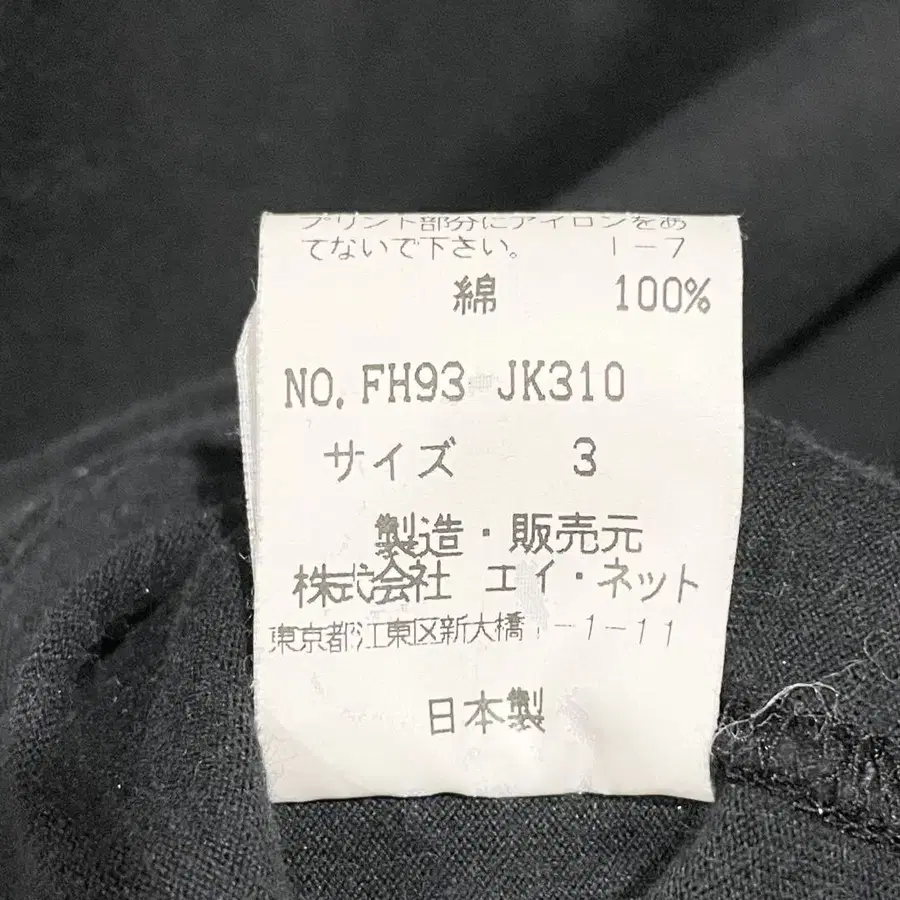 プリント部分にアイロンをあ
てないで下さい。 I-7
綿 100%
NO.FH93 JK310
サイズ 3
製造・販売元
株式会社 エイ・ネット
東京都江東区新大橋1-1-11
日本製